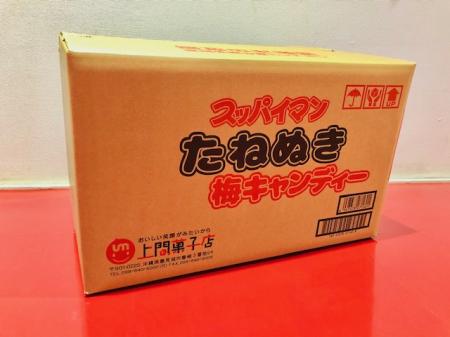 スッパイマン
たねぬき
梅キャンディー
UP
おいしい笑顔がみたいから
上間菓子店